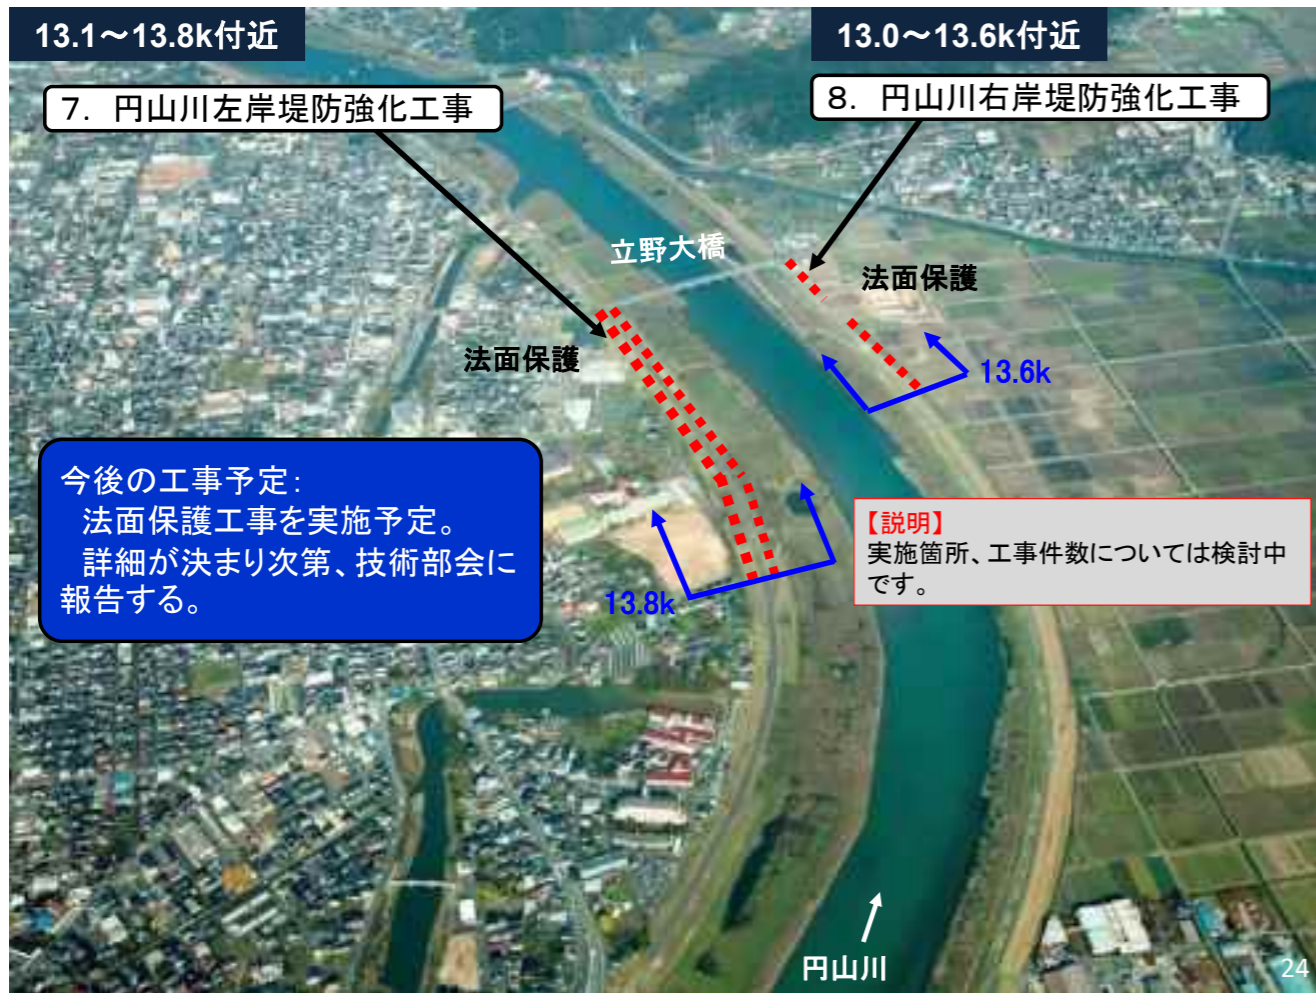 13.1～13.8k付近
13.0～13.6k付近
7. 円山川左岸堤防強化工事
8. 円山川右岸堤防強化工事
立野大橋
法面保護
法面保護
13.6k
今後の工事予定：
法面保護工事を実施予定。
詳細が決まり次第、技術部会に
報告する。
【説明】
実施箇所、工事件数については検討中
です。
13.8k
円山川
24